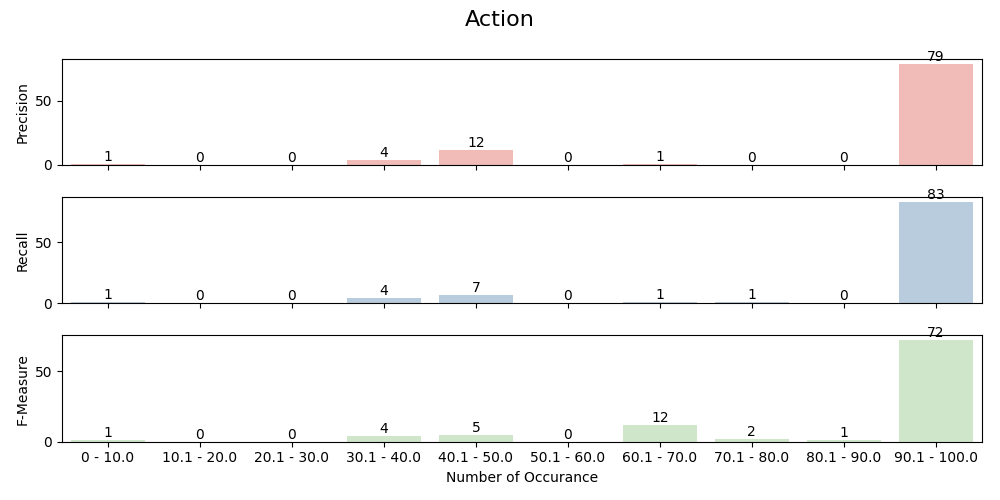 Action
Precision
50
0
1 0 0 4 12 0 1 0 0 79
Recall
50
0
1 0 0 4 7 0 1 1 0 83
F-Measure
50
0
1 0 0 4 5 0 12 2 1 72
0 - 10.0 10.1 - 20.0 20.1 - 30.0 30.1 - 40.0 40.1 - 50.0 50.1 - 60.0 60.1 - 70.0 70.1 - 80.0 80.1 - 90.0 90.1 - 100.0
Number of Occurance